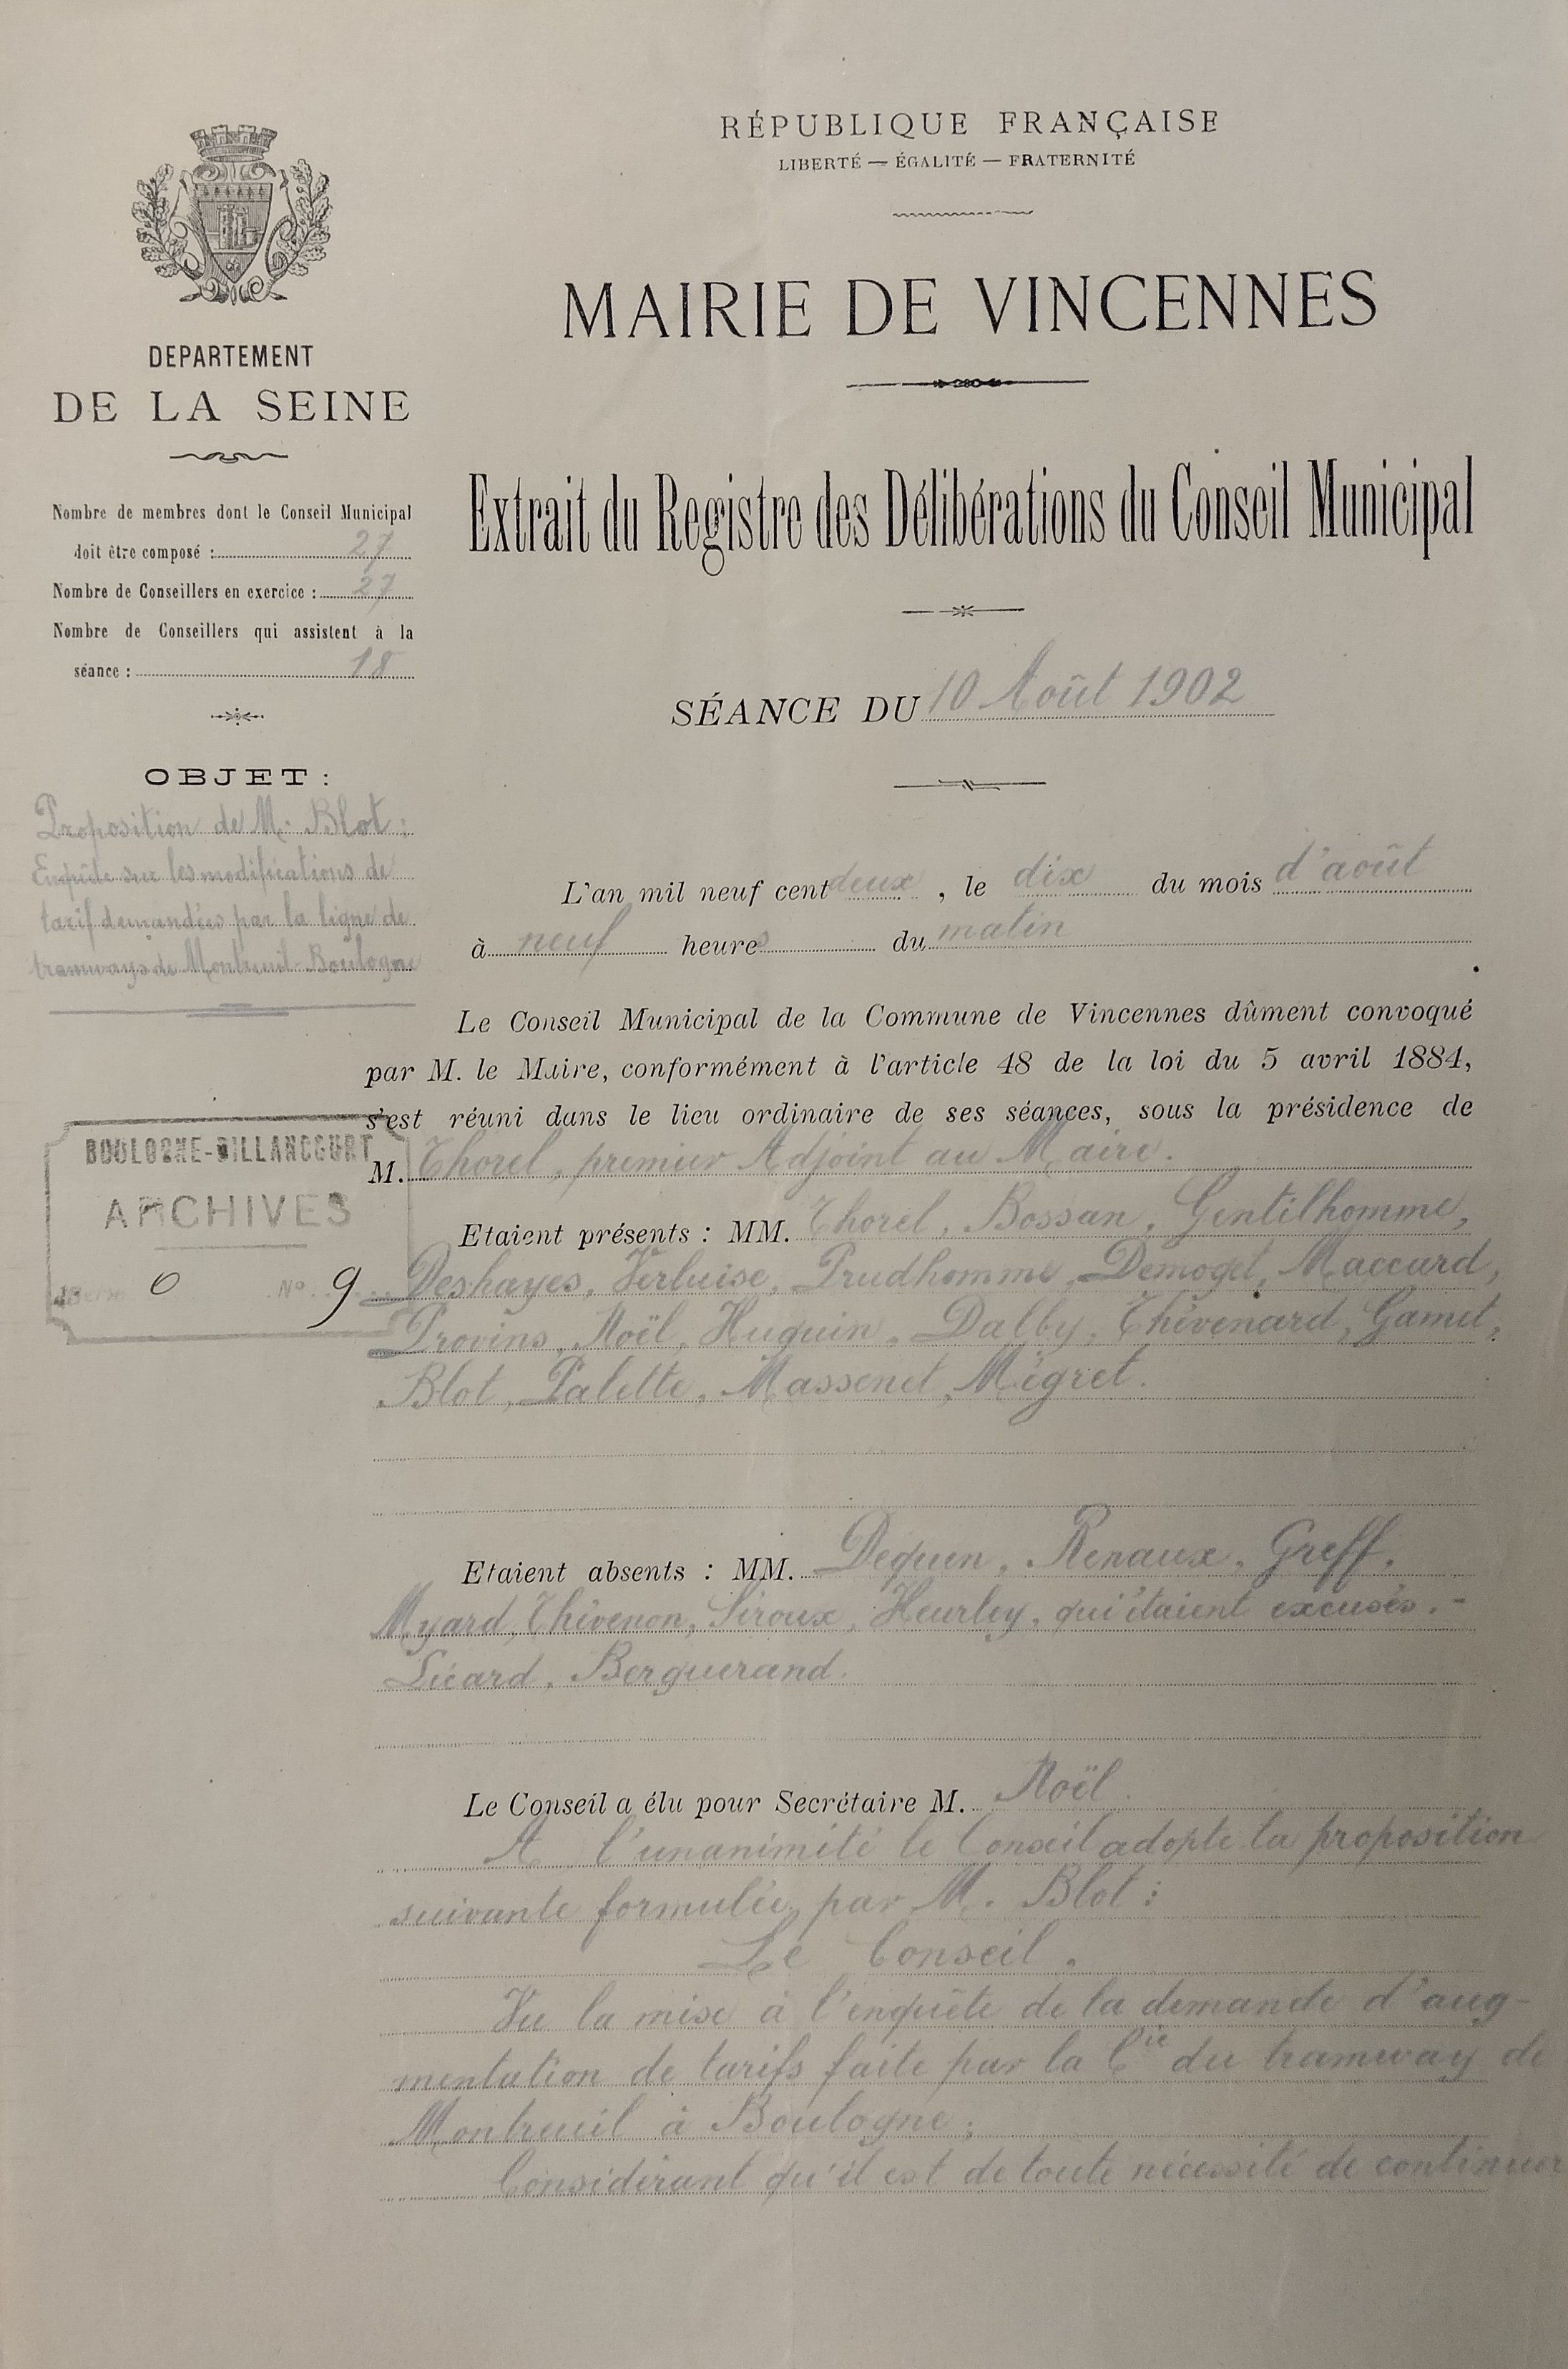 RÉPUBLIQUE FRANÇAISE
LIBERTÉ — ÉGALITÉ — FRATERNITÉ
MAIRIE DE VINCENNES
DEPARTEMENT
DE LA SEINE
Nombre de membres dont le Conseil Municipal
doit être composé : 27
Nombre de Conseillers en exercice : 27
Nombre de Conseillers qui assistent à la
séance : 18
OBJET :
Proposition de M. Blot :
Enquête sur les modifications de
tarif demandées par la ligne de
tramways de Montreuil-Boulogne
BOULOGNE-BILLANCOURT
ARCHIVES
O N° 9
Extrait du Registre des Délibérations du Conseil Municipal
SÉANCE DU 10 Août 1902
L'an mil neuf cent deux, le dix du mois d'août
à neuf heures du matin
Le Conseil Municipal de la Commune de Vincennes dûment convoqué
par M. le Maire, conformément à l'article 48 de la loi du 5 avril 1884,
s'est réuni dans le lieu ordinaire de ses séances, sous la présidence de
M. Thorel, premier Adjoint au Maire.
Etaient présents : MM. Thorel, Bossan, Gentilhomme,
Deshayes, Verluise, Prudhomme, Demoget, Maccard,
Provins, Noël, Huguin, Dalby, Thévenard, Gamet,
Blot, Palette, Massenet, Mégret.
Etaient absents : MM. Dequen, Renaux, Greff,
Myard, Thévenon, Siroux, Heurley, qui étaient excusés. -
Licard, Berguerand.
Le Conseil a élu pour Secrétaire M. Noël.
A l'unanimité le Conseil adopte la proposition
suivante formulée par M. Blot :
Le Conseil,
Vu la mise à l'enquête de la demande d'aug-
mentation de tarifs faite par la Cie du tramway de
Montreuil à Boulogne ;
Considérant qu'il est de toute nécessité de continuer